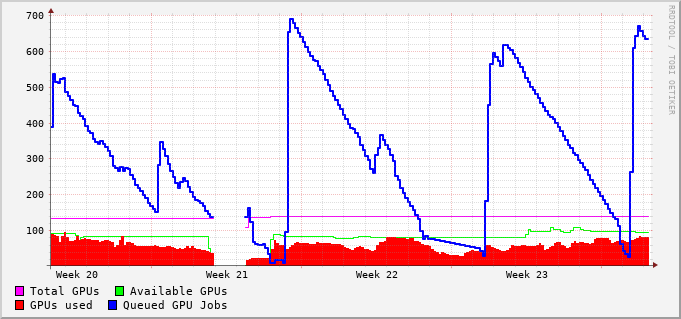 700
600
500
400
300
200
100
Week 20 Week 21 Week 22 Week 23
Total GPUs Available GPUs
GPUs used Queued GPU Jobs
RRDTOOL / TOBI OETIKER